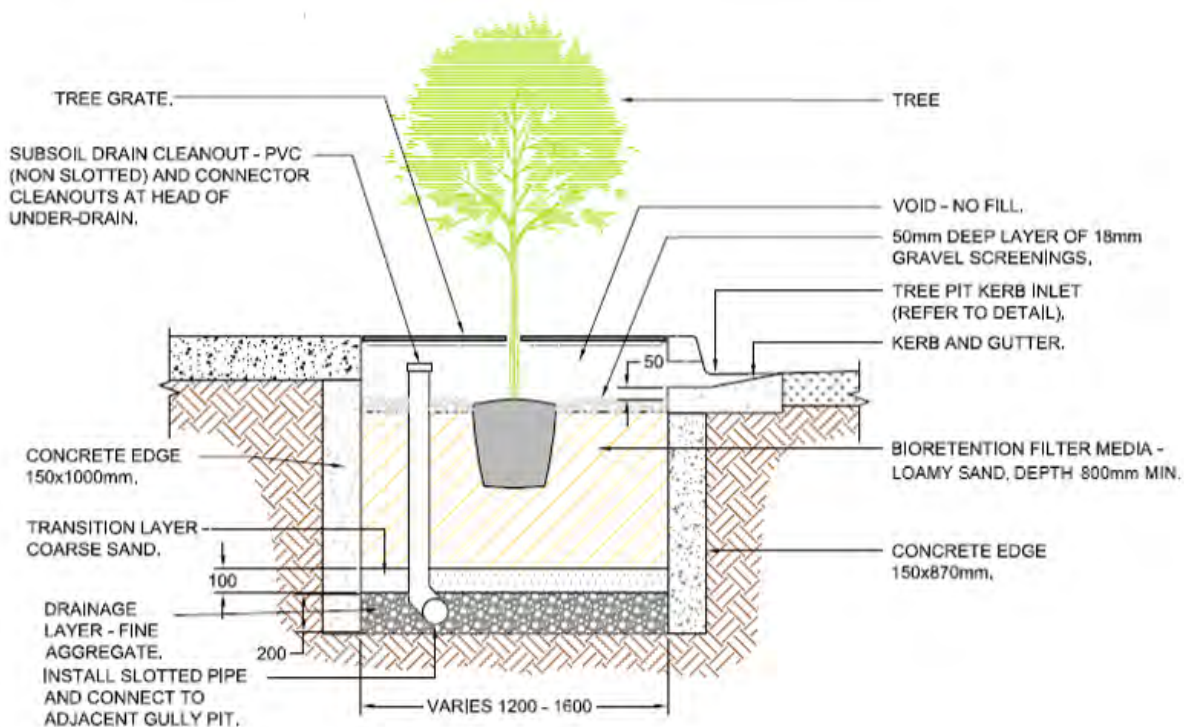 TREE GRATE.
SUBSOIL DRAIN CLEANOUT - PVC
(NON SLOTTED) AND CONNECTOR
CLEANOUTS AT HEAD OF
UNDER-DRAIN.
CONCRETE EDGE
150x1000mm.
TRANSITION LAYER -
COARSE SAND.
100
DRAINAGE
LAYER - FINE
AGGREGATE.
200
INSTALL SLOTTED PIPE
AND CONNECT TO
ADJACENT GULLY PIT.
VARIES 1200 - 1600
50
TREE
VOID - NO FILL.
50mm DEEP LAYER OF 18mm
GRAVEL SCREENINGS.
TREE PIT KERB INLET
(REFER TO DETAIL).
KERB AND GUTTER.
BIORETENTION FILTER MEDIA -
LOAMY SAND, DEPTH 800mm MIN.
CONCRETE EDGE
150x870mm.